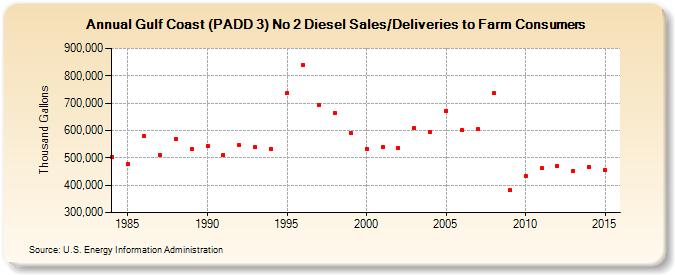 Annual Gulf Coast (PADD 3) No 2 Diesel Sales/Deliveries to Farm Consumers
Thousand Gallons
900,000
800,000
700,000
600,000
500,000
400,000
300,000
1985 1990 1995 2000 2005 2010 2015
Source: U.S. Energy Information Administration